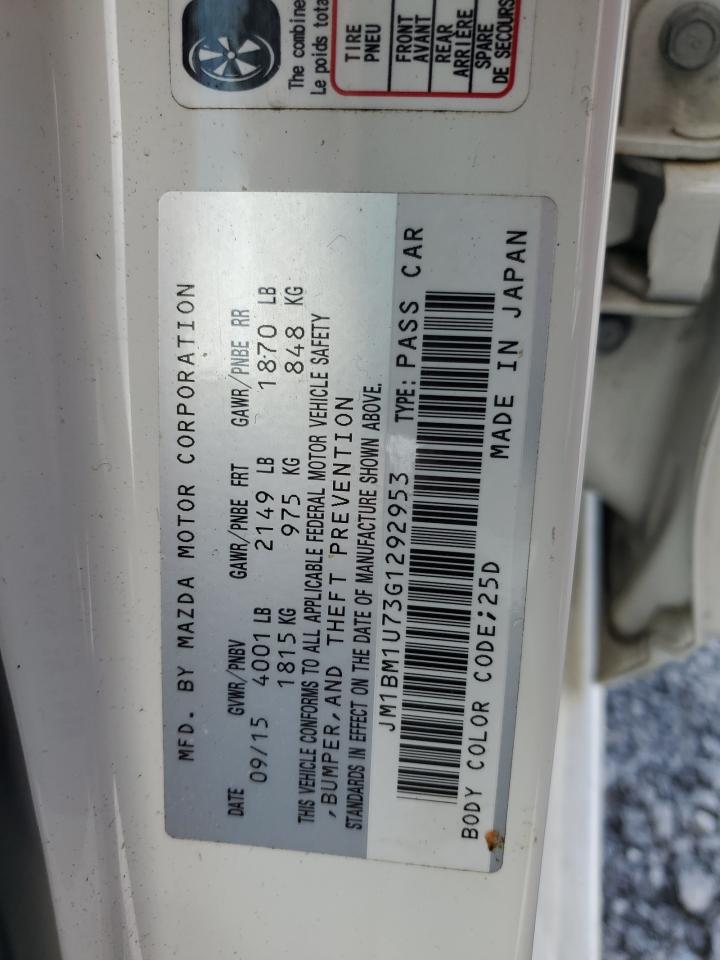 The combine
Le poids tota
TIRE
PNEU
FRONT
AVANT
REAR
ARRIÈRE
SPARE
DE SECOURS
MFD. BY MAZDA MOTOR CORPORATION
DATE GVWR/PNBV GAWR/PNBE FRT GAWR/PNBE RR
09/15 4001 LB 2149 LB 1870 LB
1815 KG 975 KG 848 KG
THIS VEHICLE CONFORMS TO ALL APPLICABLE FEDERAL MOTOR VEHICLE SAFETY
,BUMPER,AND THEFT PREVENTION
STANDARDS IN EFFECT ON THE DATE OF MANUFACTURE SHOWN ABOVE.
JM1BM1U73G1292953 TYPE: PASS CAR
BODY COLOR CODE;25D MADE IN JAPAN